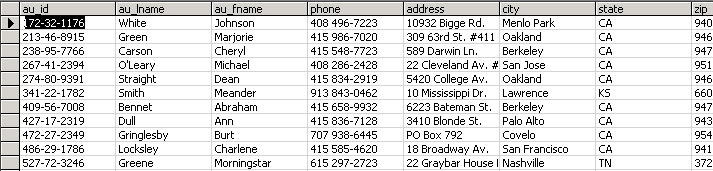 au_id au_lname au_fname phone address city state zip
172-32-1176 White Johnson 408 496-7223 10932 Bigge Rd. Menlo Park CA 940
213-46-8915 Green Marjorie 415 986-7020 309 63rd St. #411 Oakland CA 946
238-95-7766 Carson Cheryl 415 548-7723 589 Darwin Ln. Berkeley CA 947
267-41-2394 O'Leary Michael 408 286-2428 22 Cleveland Av. # San Jose CA 951
274-80-9391 Straight Dean 415 834-2919 5420 College Av. Oakland CA 946
341-22-1782 Smith Meander 913 843-0462 10 Mississippi Dr. Lawrence KS 660
409-56-7008 Bennet Abraham 415 658-9932 6223 Bateman St. Berkeley CA 947
427-17-2319 Dull Ann 415 836-7128 3410 Blonde St. Palo Alto CA 943
472-27-2349 Gringlesby Burt 707 938-6445 PO Box 792 Covelo CA 954
486-29-1786 Locksley Charlene 415 585-4620 18 Broadway Av. San Francisco CA 941
527-72-3246 Greene Morningstar 615 297-2723 22 Graybar House Nashville TN 372